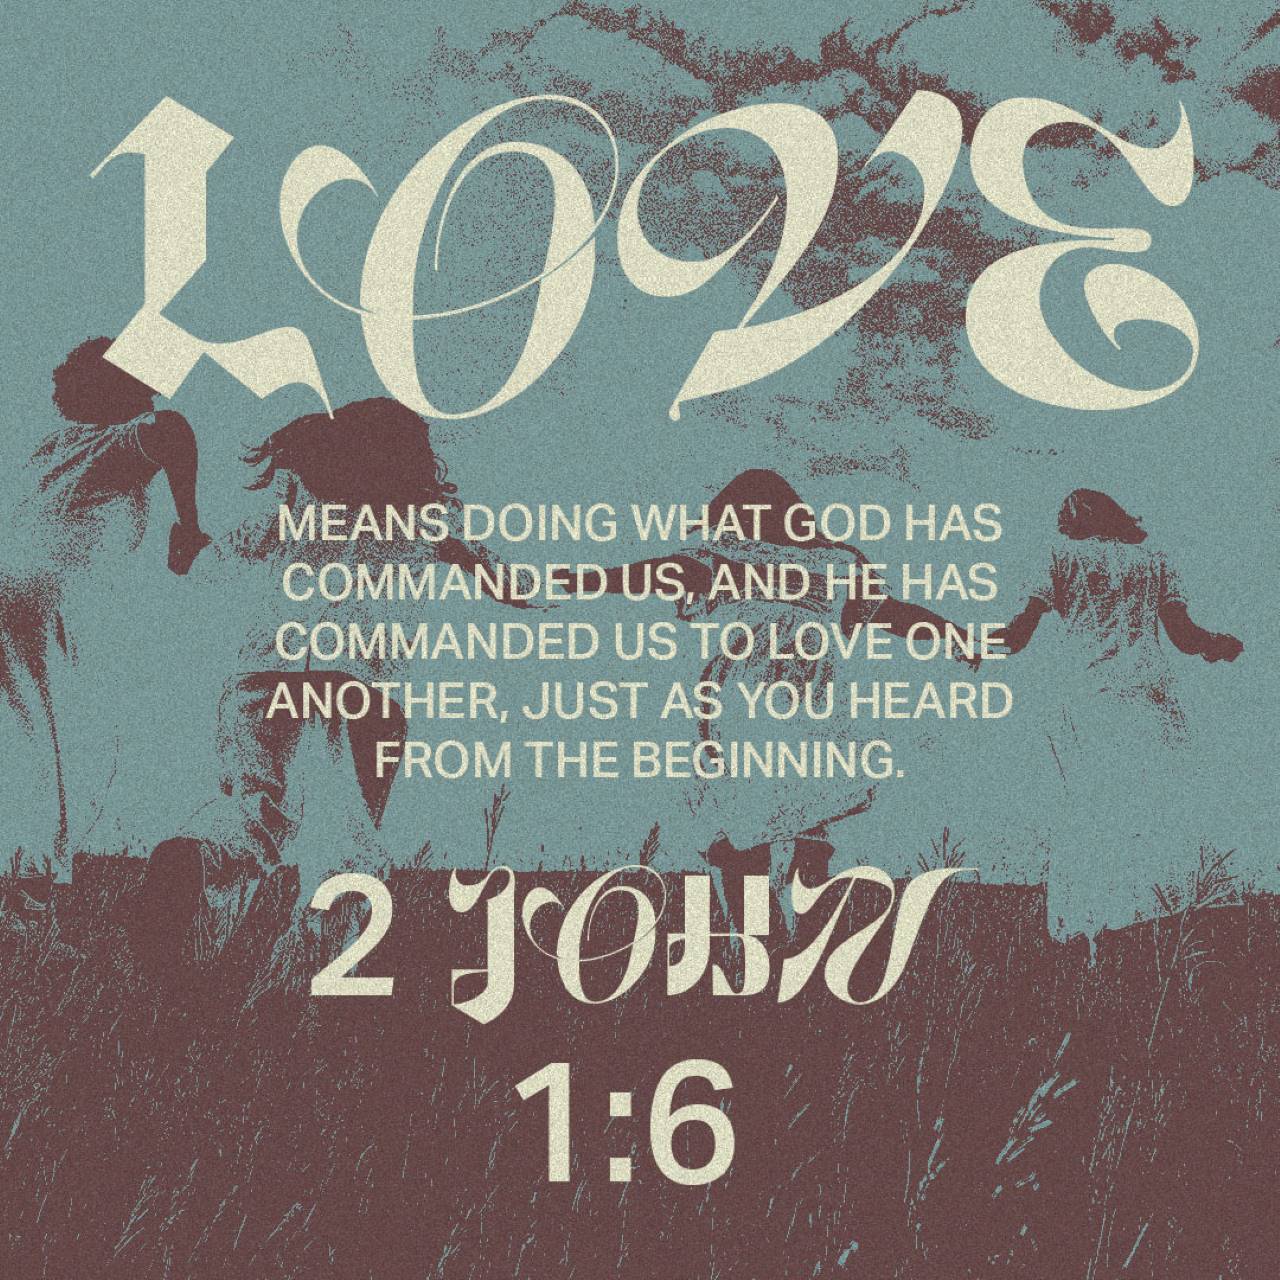 LOVE
MEANS DOING WHAT GOD HAS
COMMANDED US, AND HE HAS
COMMANDED US TO LOVE ONE
ANOTHER, JUST AS YOU HEARD
FROM THE BEGINNING.
2 JOHN
1:6